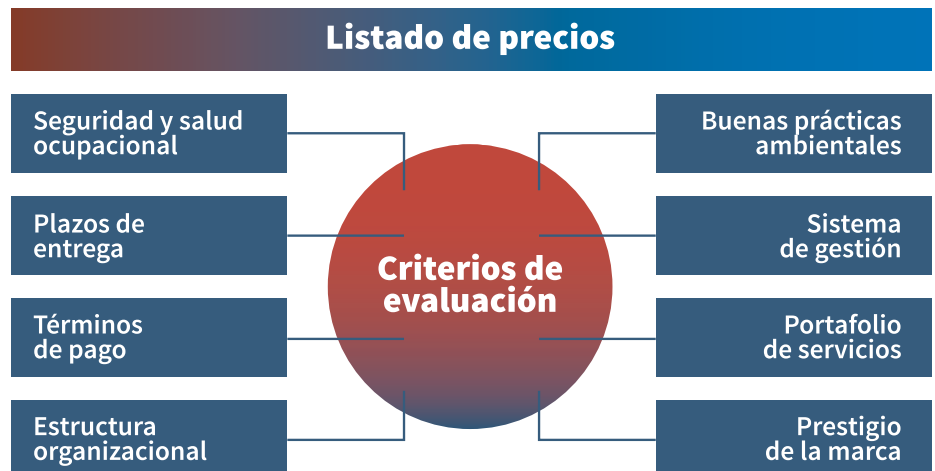 Listado de precios
Seguridad y salud
ocupacional
Plazos de
entrega
Términos
de pago
Estructura
organizacional
Criterios de
evaluación
Buenas prácticas
ambientales
Sistema
de gestión
Portafolio
de servicios
Prestigio
de la marca